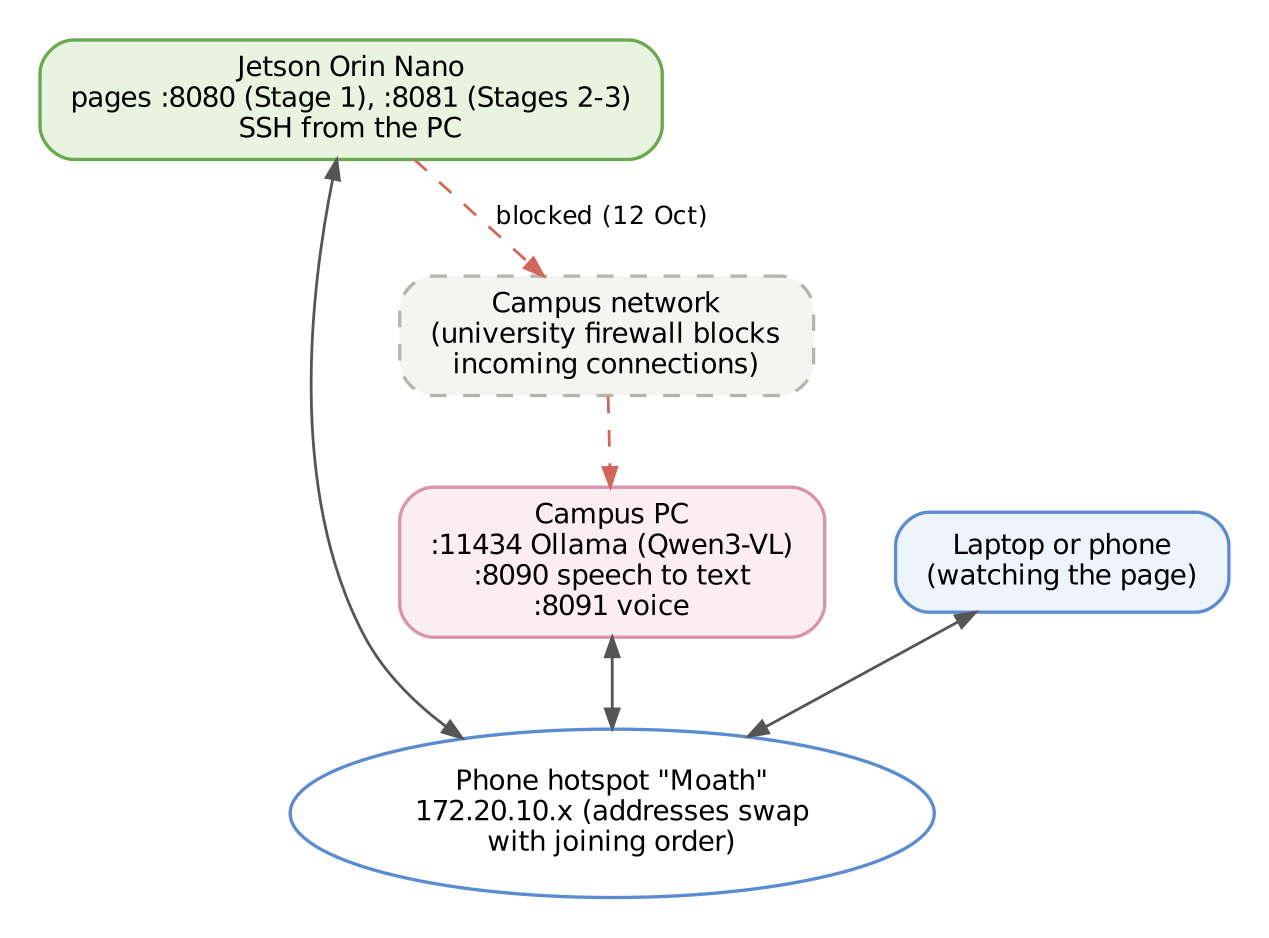 Jetson Orin Nano
pages :8080 (Stage 1), :8081 (Stages 2-3)
SSH from the PC
blocked (12 Oct)
Campus network
(university firewall blocks
incoming connections)
Campus PC
:11434 Ollama (Qwen3-VL)
:8090 speech to text
:8091 voice
Laptop or phone
(watching the page)
Phone hotspot "Moath"
172.20.10.x (addresses swap
with joining order)